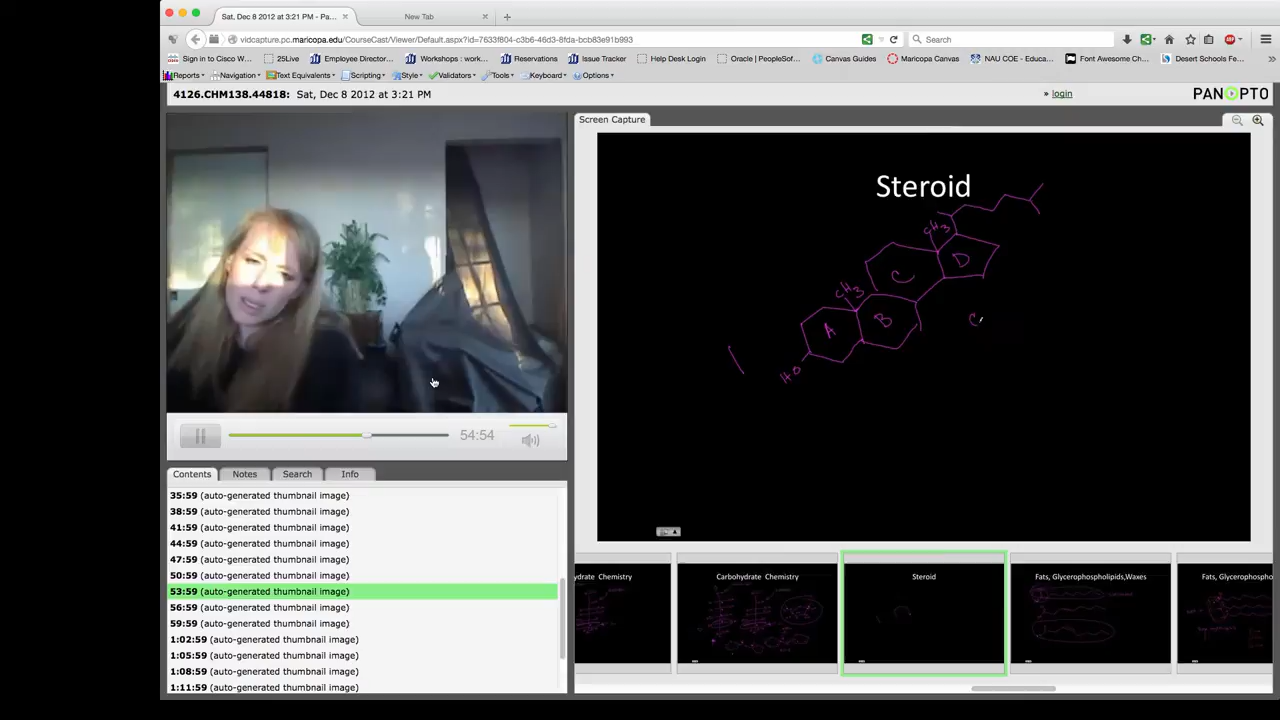 Sat, Dec 8 2012 at 3:21 PM - Pa...
New Tab
vidcapture.pc.maricopa.edu/CourseCast/Viewer/Default.aspx?id=7633f804-c3b6-46d3-8fda-bcb83e91b993
Search
Sign in to Cisco W... 25Live Employee Director... Workshops : work... Reservations Issue Tracker Help Desk Login Oracle | PeopleSof... Canvas Guides Maricopa Canvas NAU COE - Educa... Font Awesome Ch... Desert Schools Fe...
Reports Navigation Text Equivalents Scripting Style Validators Tools Keyboard Options
4126.CHM138.44818: Sat, Dec 8 2012 at 3:21 PM
» login
PANOPTO
Screen Capture
Steroid
CH3
D
C
CH3
A
B
HO
C
54:54
Contents Notes Search Info
35:59 (auto-generated thumbnail image)
38:59 (auto-generated thumbnail image)
41:59 (auto-generated thumbnail image)
44:59 (auto-generated thumbnail image)
47:59 (auto-generated thumbnail image)
50:59 (auto-generated thumbnail image)
53:59 (auto-generated thumbnail image)
56:59 (auto-generated thumbnail image)
59:59 (auto-generated thumbnail image)
1:02:59 (auto-generated thumbnail image)
1:05:59 (auto-generated thumbnail image)
1:08:59 (auto-generated thumbnail image)
1:11:59 (auto-generated thumbnail image)
ydrate Chemistry
Carbohydrate Chemistry
Steroid
Fats, Glycerophospholipids,Waxes
Fats, Glycerophospho